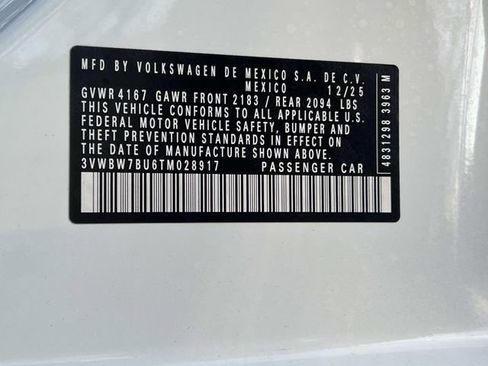 MFD BY VOLKSWAGEN DE MEXICO S.A. DE C.V.
MEXICO 12/25
GVWR 4167 GAWR FRONT 2183 / REAR 2094 LBS
THIS VEHICLE CONFORMS TO ALL APPLICABLE U.S.
FEDERAL MOTOR VEHICLE SAFETY, BUMPER AND
THEFT PREVENTION STANDARDS IN EFFECT ON
THE DATE OF MANUFACTURE SHOWN ABOVE.
3VWBW7BU6TM028917 PASSENGER CAR
4831298 3963 M